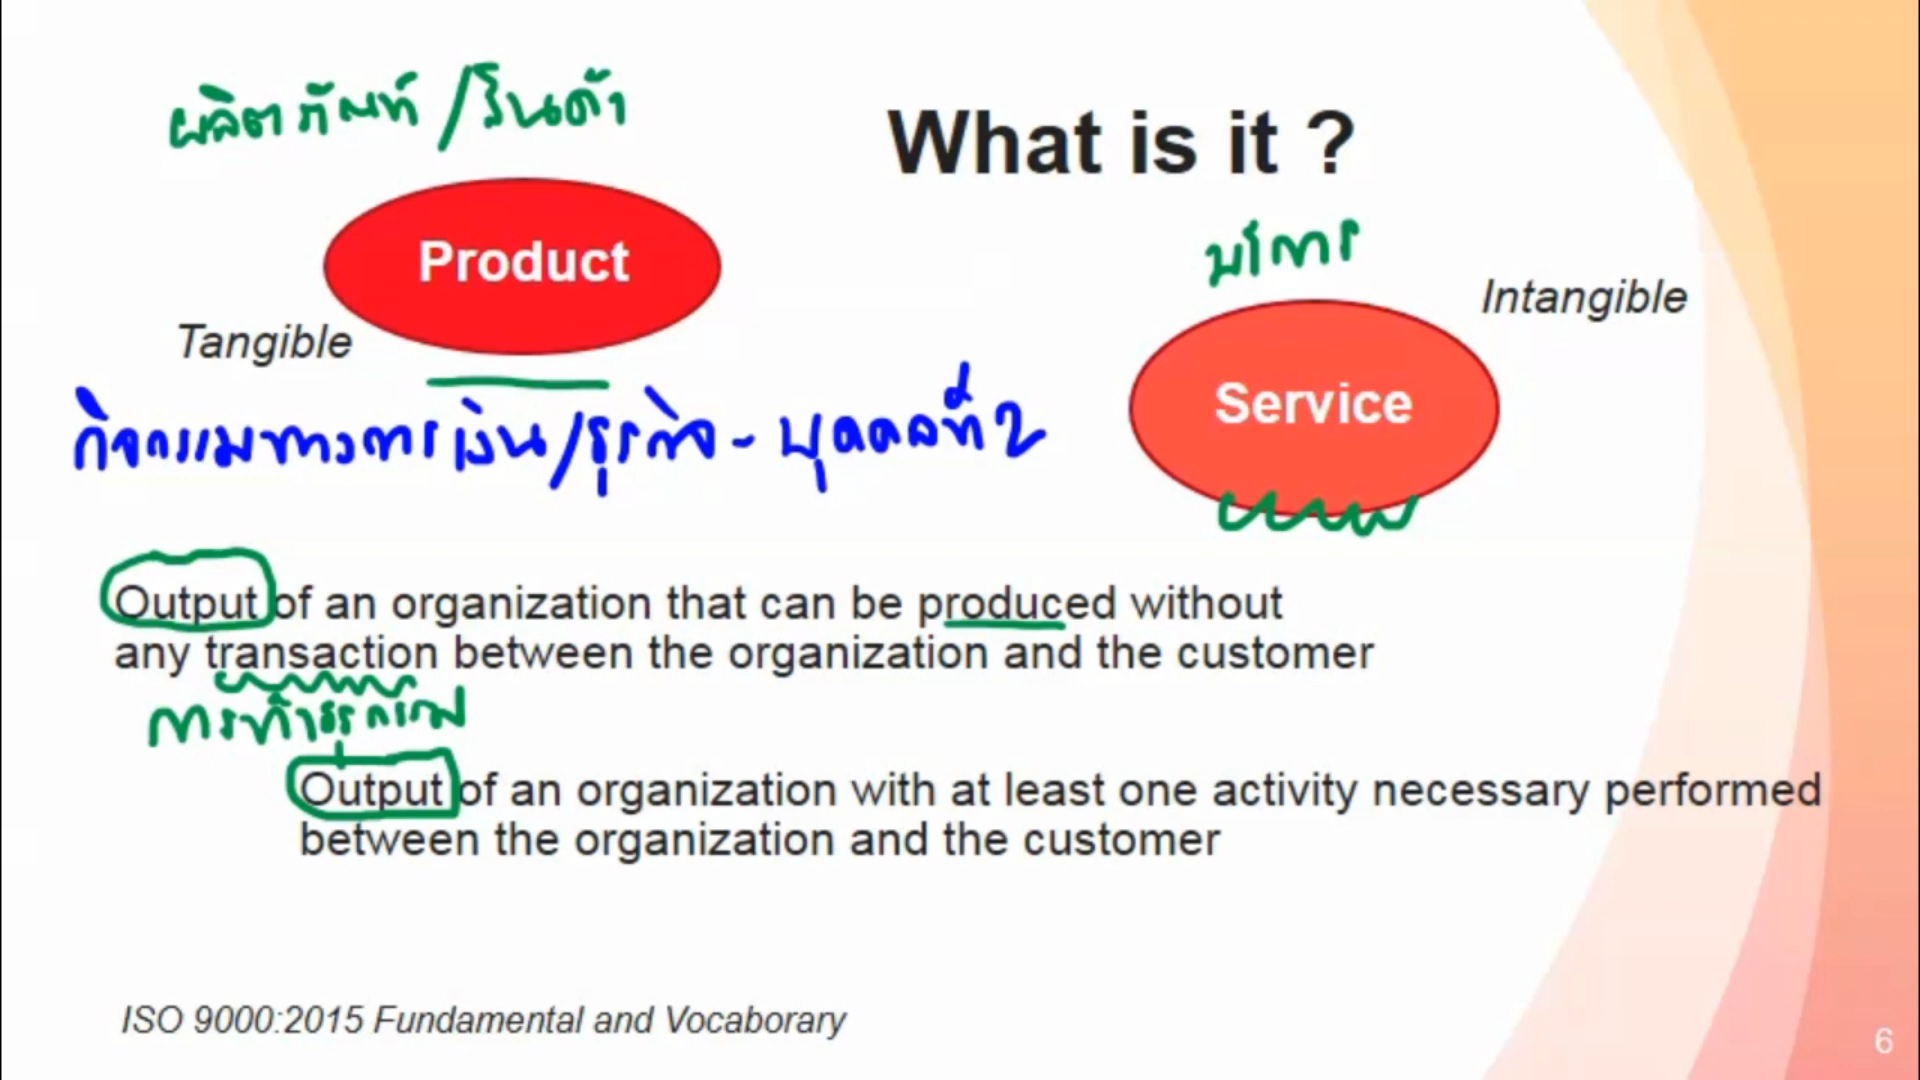 ผลิตภัณฑ์ / สินค้า
What is it ?
Product
บริการ
Intangible
Tangible
Service
กิจกรรมทางการเงิน/ธุรกิจ - บุคคลที่ 2
Output of an organization that can be produced without
any transaction between the organization and the customer
การทำธุรกรรม
Output of an organization with at least one activity necessary performed
between the organization and the customer
ISO 9000:2015 Fundamental and Vocaborary
6